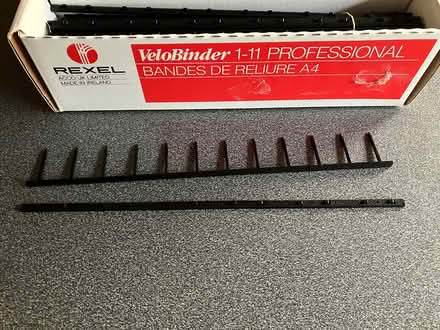 VeloBinder 1-11 PROFESSIONAL
BANDES DE RELIURE A4
REXEL
ACCO UK LIMITED
MADE IN IRELAND